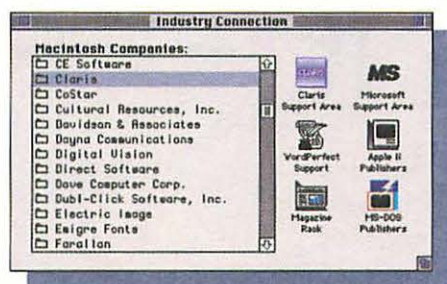 Industry Connection
Macintosh Companies:
CE Software
Claris
CoStar
Cultural Resources, Inc.
Davidson & Associates
Dayna Communications
Digital Vision
Direct Software
Dove Computer Corp.
Dubl-Click Software, Inc.
Electric Image
Emigre Fonts
Farallon
CLARIS
Claris
Support Area
MS
Microsoft
Support Area
WordPerfect
Support
Apple II
Publishers
Magazine
Rack
MS-DOS
Publishers